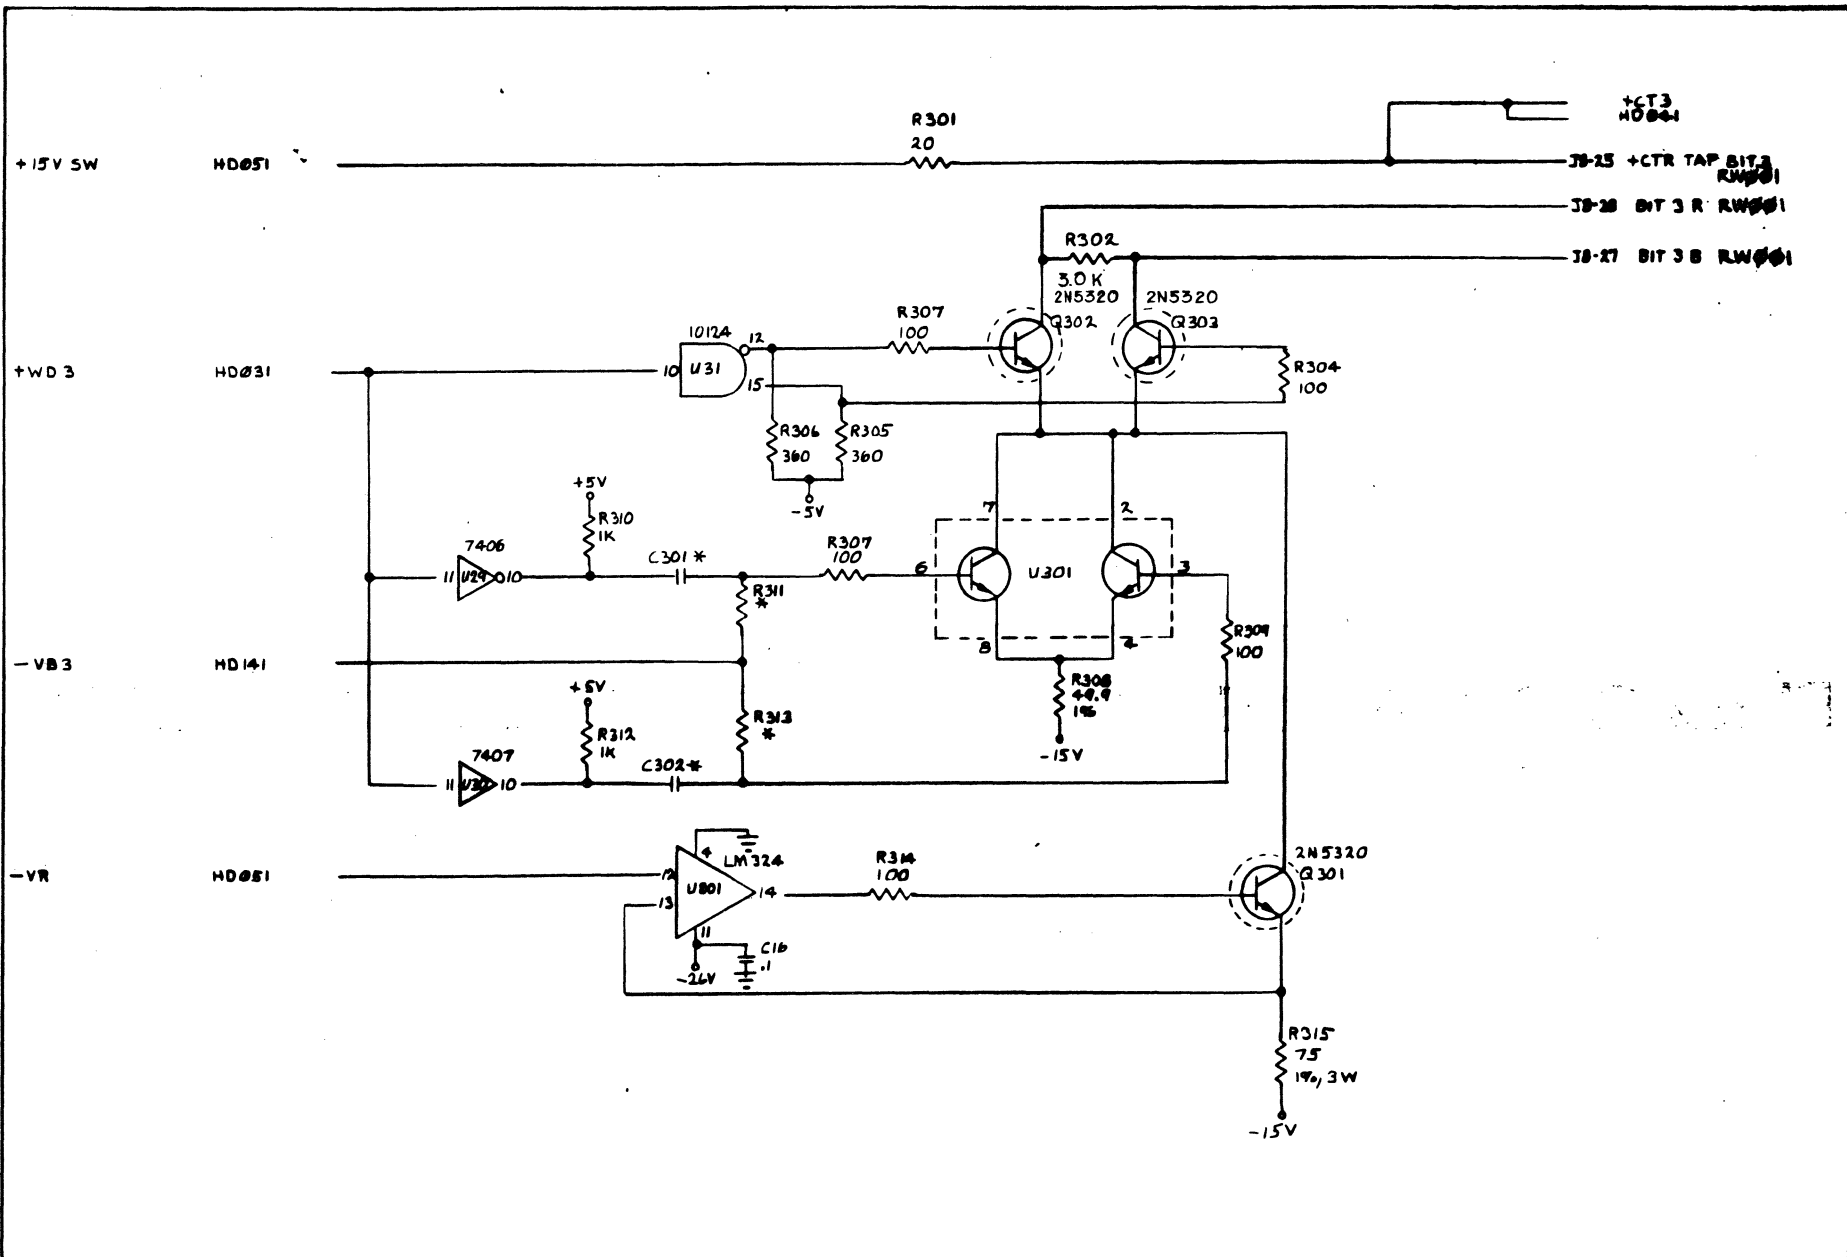 +CT3
HD041
R301
20
+15V SW HD051
J8-25 +CTR TAP BIT 3
RW001
J8-28 BIT 3 R RW001
R302
3.0K
J8-27 BIT 3 B RW001
2N5320
Q302
2N5320
Q303
R307
100
10124
12
10
U31
15
+WD3 HD031
R304
100
R306
360
R305
360
-5V
+5V
R310
1K
7
2
7406
11
U29
10
C301*
R307
100
6
U301
3
R311
*
R309
100
8
4
-VB3 HD141
+5V
R312
1K
R313
*
R308
49.9
1%
-15V
7407
11
U30
10
C302*
4
LM324
-VR HD051
12
U801
14
13
11
R314
100
2N5320
Q301
C16
.1
-26V
R315
75
1%, 3W
-15V